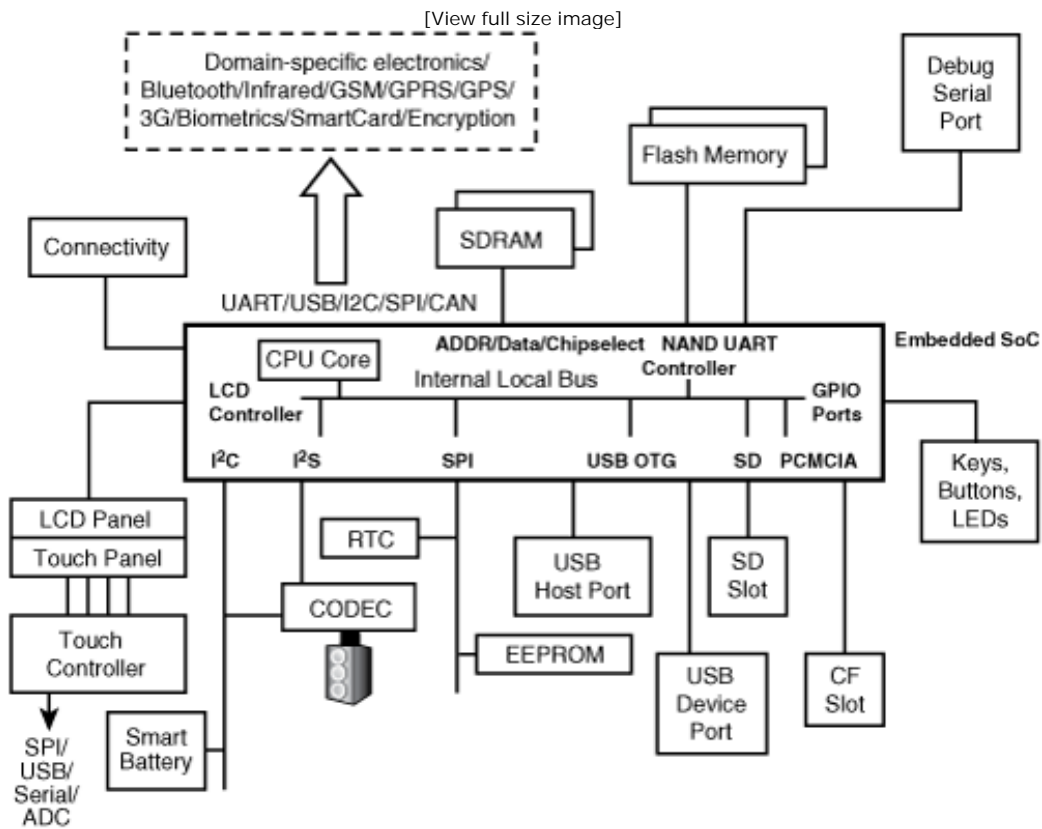 [View full size image]
Domain-specific electronics/
Bluetooth/Infrared/GSM/GPRS/GPS/
3G/Biometrics/SmartCard/Encryption
Debug
Serial
Port
Flash Memory
SDRAM
Connectivity
UART/USB/I2C/SPI/CAN
Embedded SoC
CPU Core
ADDR/Data/Chipselect
NAND UART
Controller
Internal Local Bus
LCD
Controller
GPIO
Ports
I²C
I²S
SPI
USB OTG
SD
PCMCIA
Keys,
Buttons,
LEDs
LCD Panel
Touch Panel
RTC
USB
Host Port
SD
Slot
CODEC
Touch
Controller
EEPROM
USB
Device
Port
CF
Slot
Smart
Battery
SPI/
USB/
Serial/
ADC